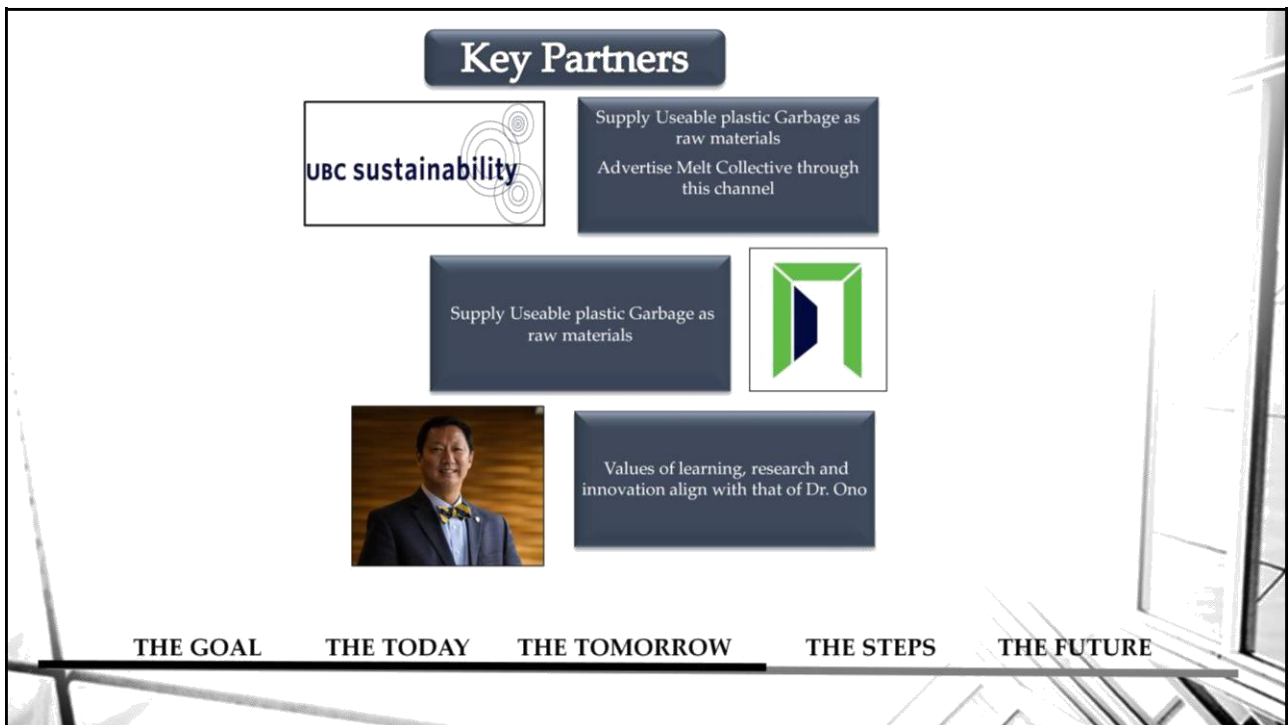 Key Partners
UBC sustainability
Supply Useable plastic Garbage as
raw materials
Advertise Melt Collective through
this channel
Supply Useable plastic Garbage as
raw materials
Values of learning, research and
innovation align with that of Dr. Ono
THE GOAL THE TODAY THE TOMORROW THE STEPS THE FUTURE